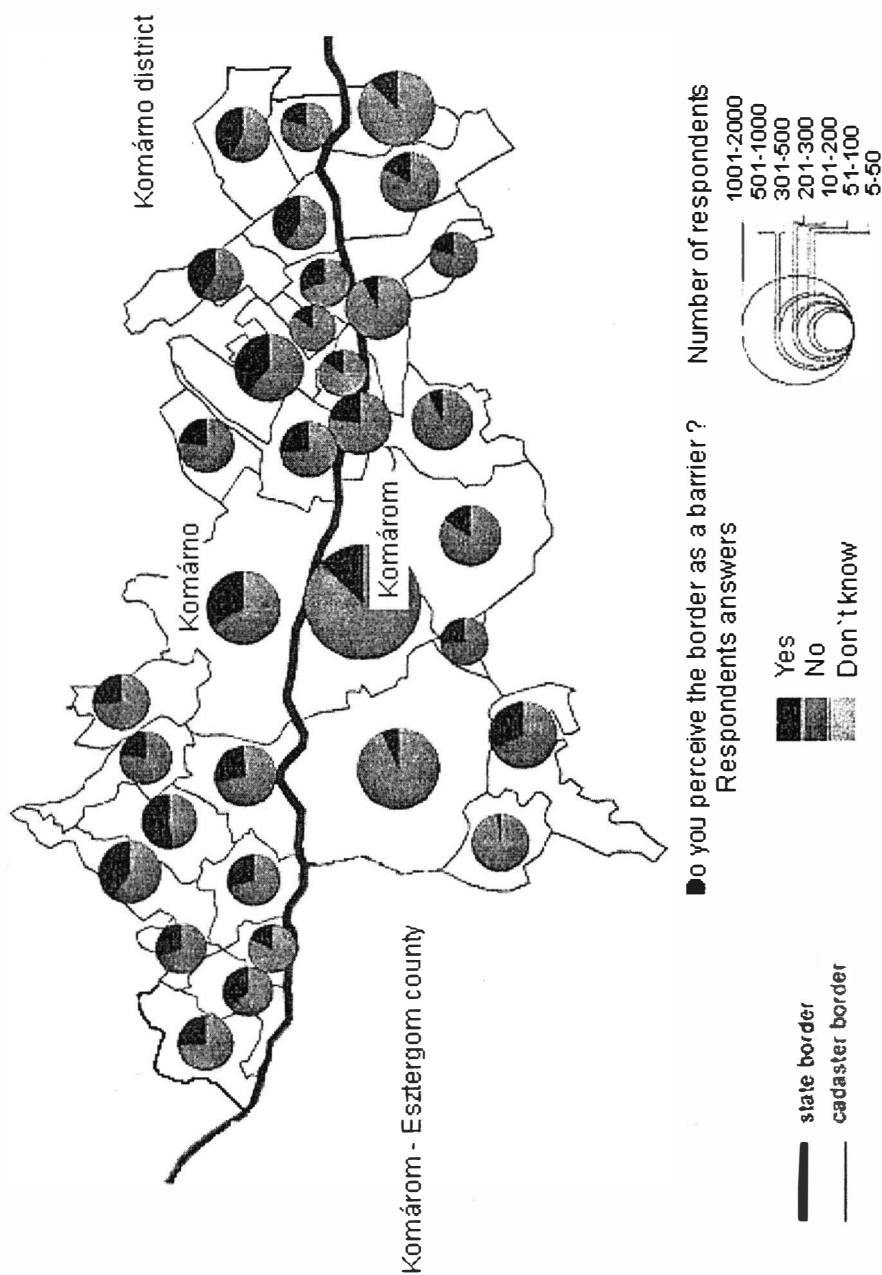 Komárno district
Komárno
Komárom
Komárom - Esztergom county
Do you perceive the border as a barrier ?
Respondents answers
Yes
No
Don`t know
Number of respondents
1001-2000
501-1000
301-500
201-300
101-200
51-100
5-50
state border
cadaster border